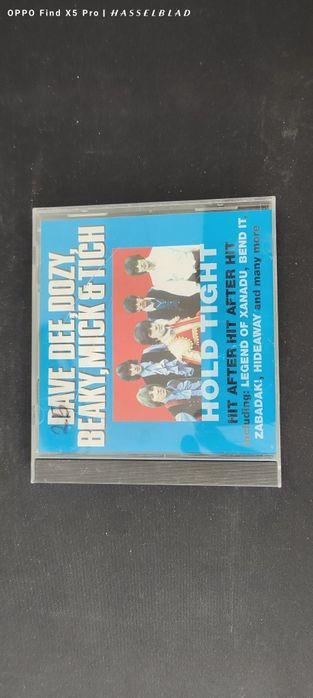 OPPO Find X5 Pro | HASSELBLAD
DAVE DEE, DOZY,
BEAKY, MICK & TICH
HOLD TIGHT
HIT AFTER HIT AFTER HIT
including: LEGEND OF XANADU, BEND IT
ZABADAK!, HIDEAWAY and many more